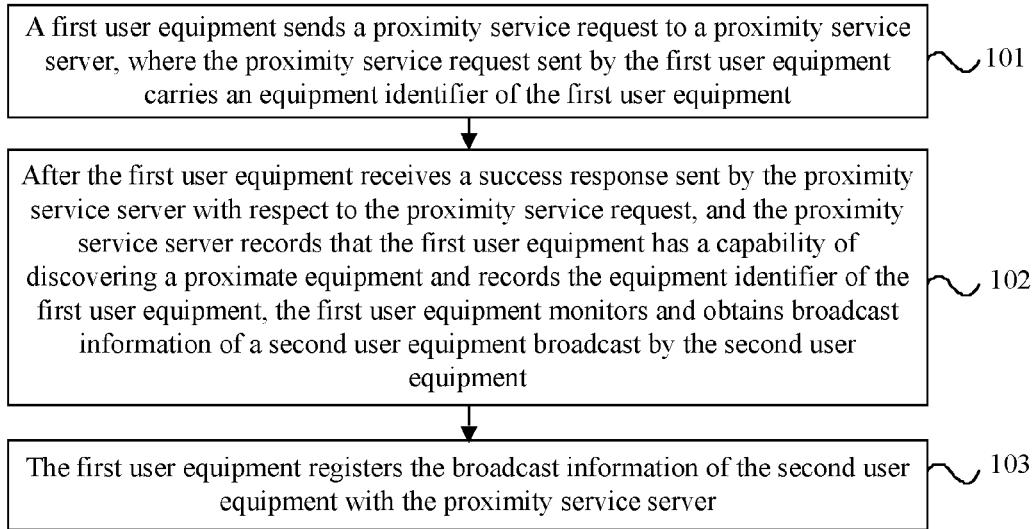 A first user equipment sends a proximity service request to a proximity service
server, where the proximity service request sent by the first user equipment
carries an equipment identifier of the first user equipment
101
After the first user equipment receives a success response sent by the proximity
service server with respect to the proximity service request, and the proximity
service server records that the first user equipment has a capability of
discovering a proximate equipment and records the equipment identifier of the
first user equipment, the first user equipment monitors and obtains broadcast
information of a second user equipment broadcast by the second user
equipment
102
The first user equipment registers the broadcast information of the second user
equipment with the proximity service server
103